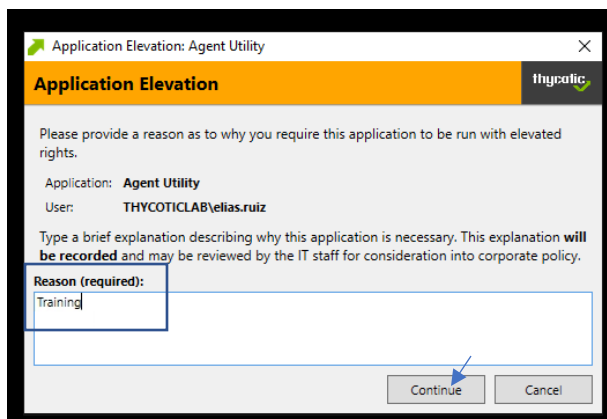 Application Elevation: Agent Utility
Application Elevation
thycotic
Please provide a reason as to why you require this application to be run with elevated
rights.
Application: Agent Utility
User: THYCOTICLAB\elias.ruiz
Type a brief explanation describing why this application is necessary. This explanation will
be recorded and may be reviewed by the IT staff for consideration into corporate policy.
Reason (required):
Training
Continue Cancel